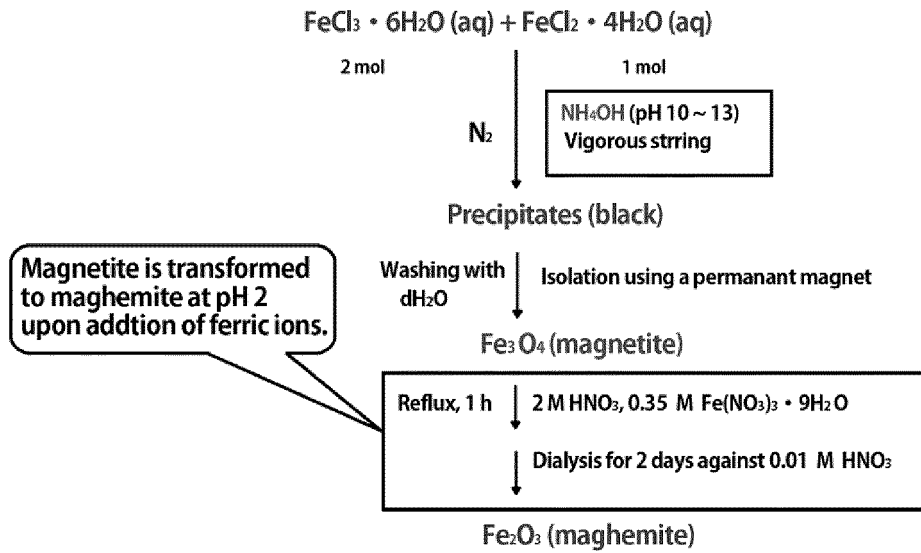 FeCl₃ • 6H₂O (aq) + FeCl₂ • 4H₂O (aq)
2 mol
1 mol
N₂
NH₄OH (pH 10 ~ 13)
Vigorous strring
Precipitates (black)
Washing with
dH₂O
Isolation using a permanant magnet
Magnetite is transformed
to maghemite at pH 2
upon addtion of ferric ions.
Fe₃O₄ (magnetite)
Reflux, 1 h
2 M HNO₃, 0.35 M Fe(NO₃)₃ • 9H₂O
Dialysis for 2 days against 0.01 M HNO₃
Fe₂O₃ (maghemite)